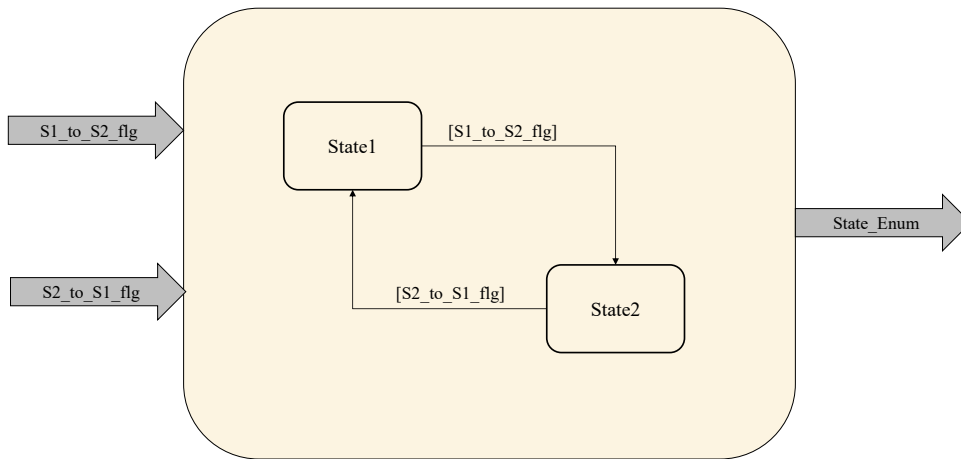 S1_to_S2_flg
State1
[S1_to_S2_flg]
State_Enum
S2_to_S1_flg
[S2_to_S1_flg]
State2